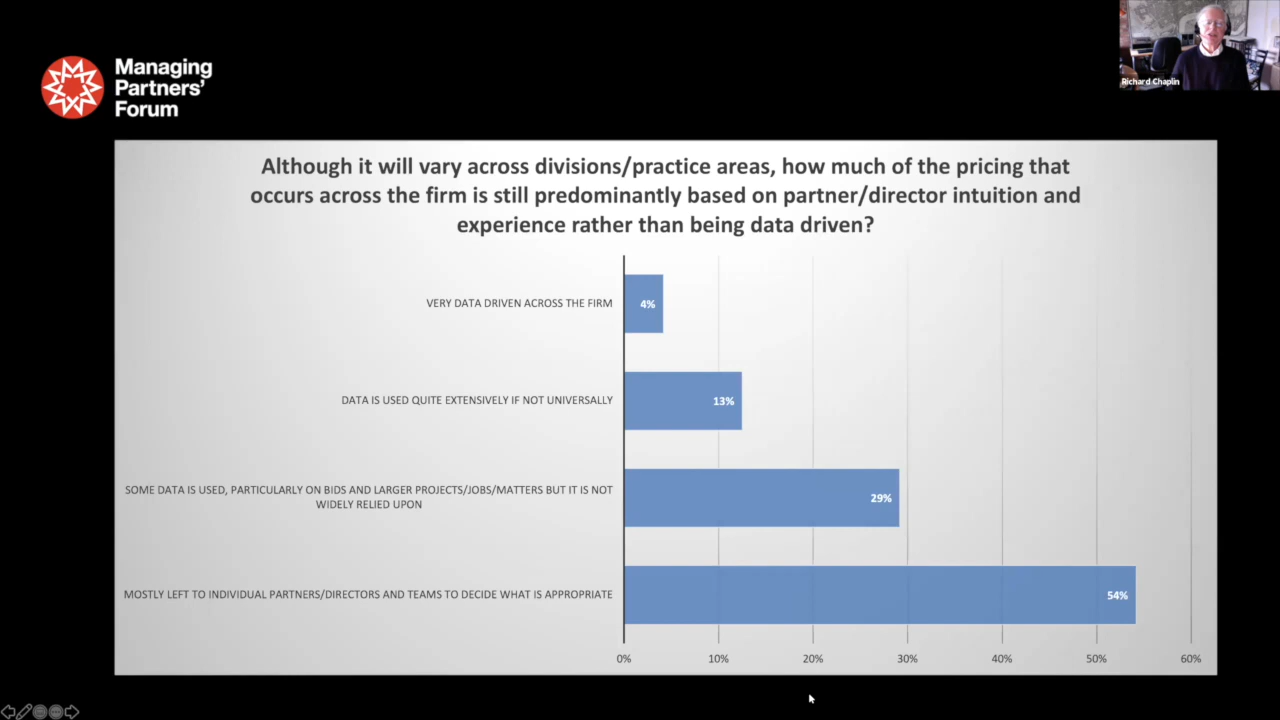 Managing
Partners'
Forum
Richard Chaplin
Although it will vary across divisions/practice areas, how much of the pricing that
occurs across the firm is still predominantly based on partner/director intuition and
experience rather than being data driven?
VERY DATA DRIVEN ACROSS THE FIRM
4%
DATA IS USED QUITE EXTENSIVELY IF NOT UNIVERSALLY
13%
SOME DATA IS USED, PARTICULARLY ON BIDS AND LARGER PROJECTS/JOBS/MATTERS BUT IT IS NOT
WIDELY RELIED UPON
29%
MOSTLY LEFT TO INDIVIDUAL PARTNERS/DIRECTORS AND TEAMS TO DECIDE WHAT IS APPROPRIATE
54%
0% 10% 20% 30% 40% 50% 60%